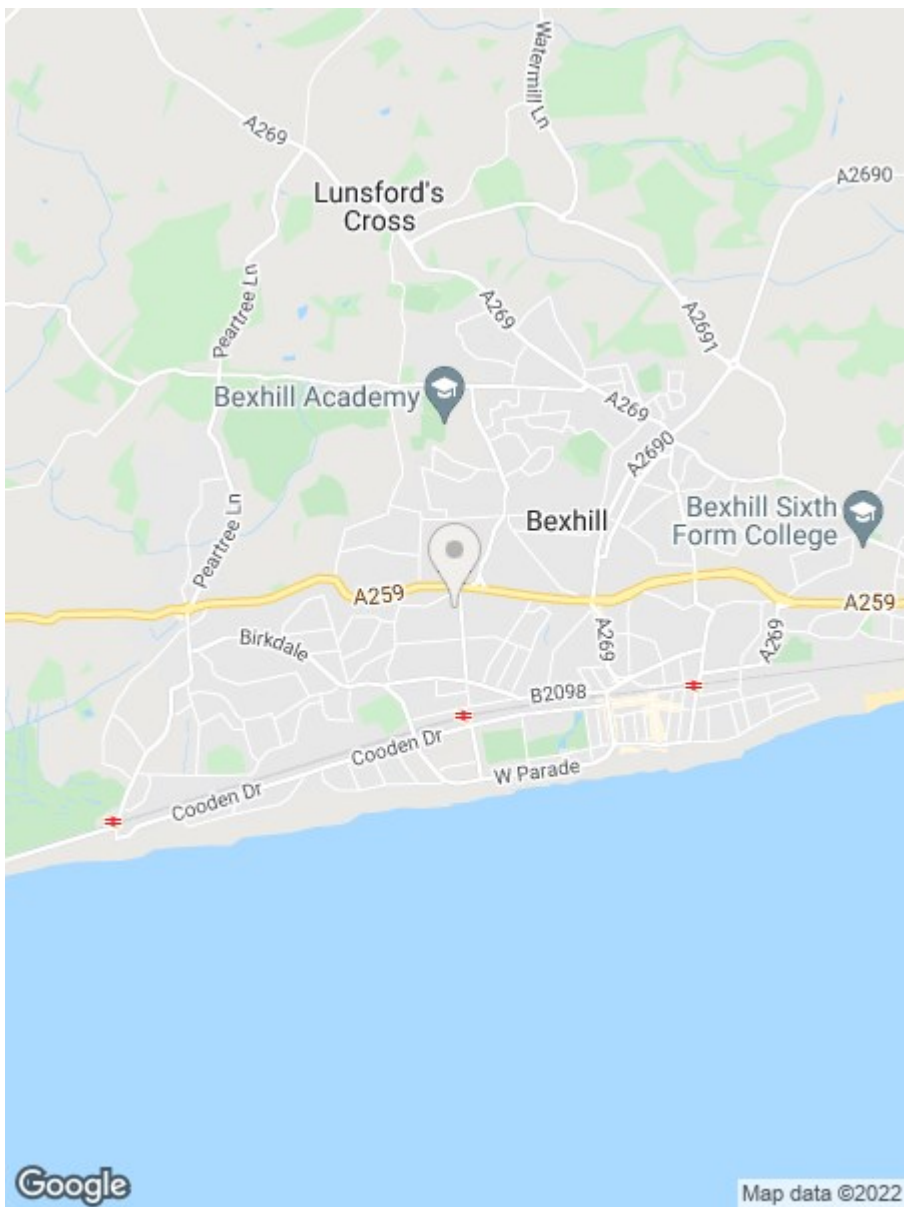 Watermill Ln
A269
A2690
Lunsford's
Cross
Peartree Ln
A269
A2691
Bexhill Academy
A269
A2690
Bexhill
Bexhill Sixth
Form College
Peartree Ln
A259
A259
Birkdale
A269
A269
B2098
Cooden Dr
W Parade
Cooden Dr
Google
Map data ©2022